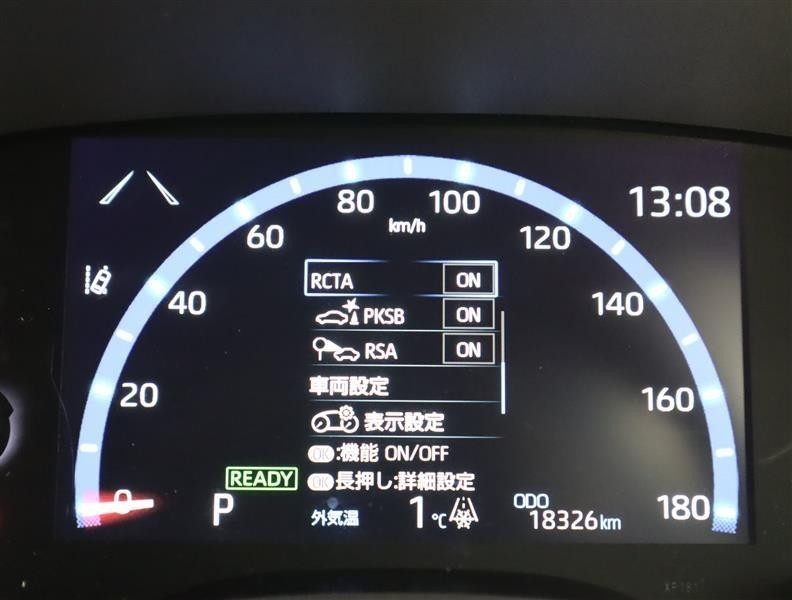 80 100
km/h
13:08
60 120
40 140
20 160
0 180
RCTA ON
PKSB ON
RSA ON
車両設定
表示設定
OK:機能 ON/OFF
OK長押し:詳細設定
READY
P
外気温 1℃
ODO
18326km